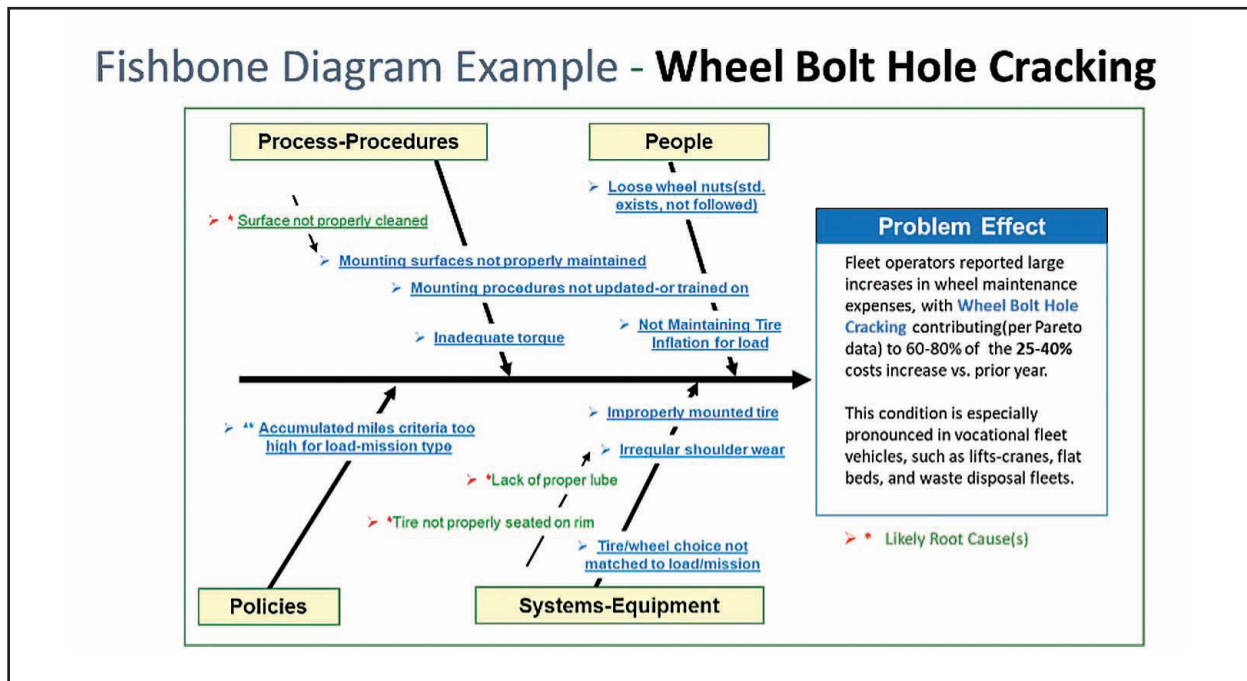 Fishbone Diagram Example - Wheel Bolt Hole Cracking
Process-Procedures
* Surface not properly cleaned
Mounting surfaces not properly maintained
Mounting procedures not updated-or trained on
Inadequate torque
People
Loose wheel nuts(std.
exists, not followed)
Not Maintaining Tire
Inflation for load
** Accumulated miles criteria too
high for load-mission type
Policies
Improperly mounted tire
Irregular shoulder wear
*Lack of proper lube
*Tire not properly seated on rim
Tire/wheel choice not
matched to load/mission
Systems-Equipment
Problem Effect
Fleet operators reported large
increases in wheel maintenance
expenses, with Wheel Bolt Hole
Cracking contributing(per Pareto
data) to 60-80% of the 25-40%
costs increase vs. prior year.
This condition is especially
pronounced in vocational fleet
vehicles, such as lifts-cranes, flat
beds, and waste disposal fleets.
* Likely Root Cause(s)